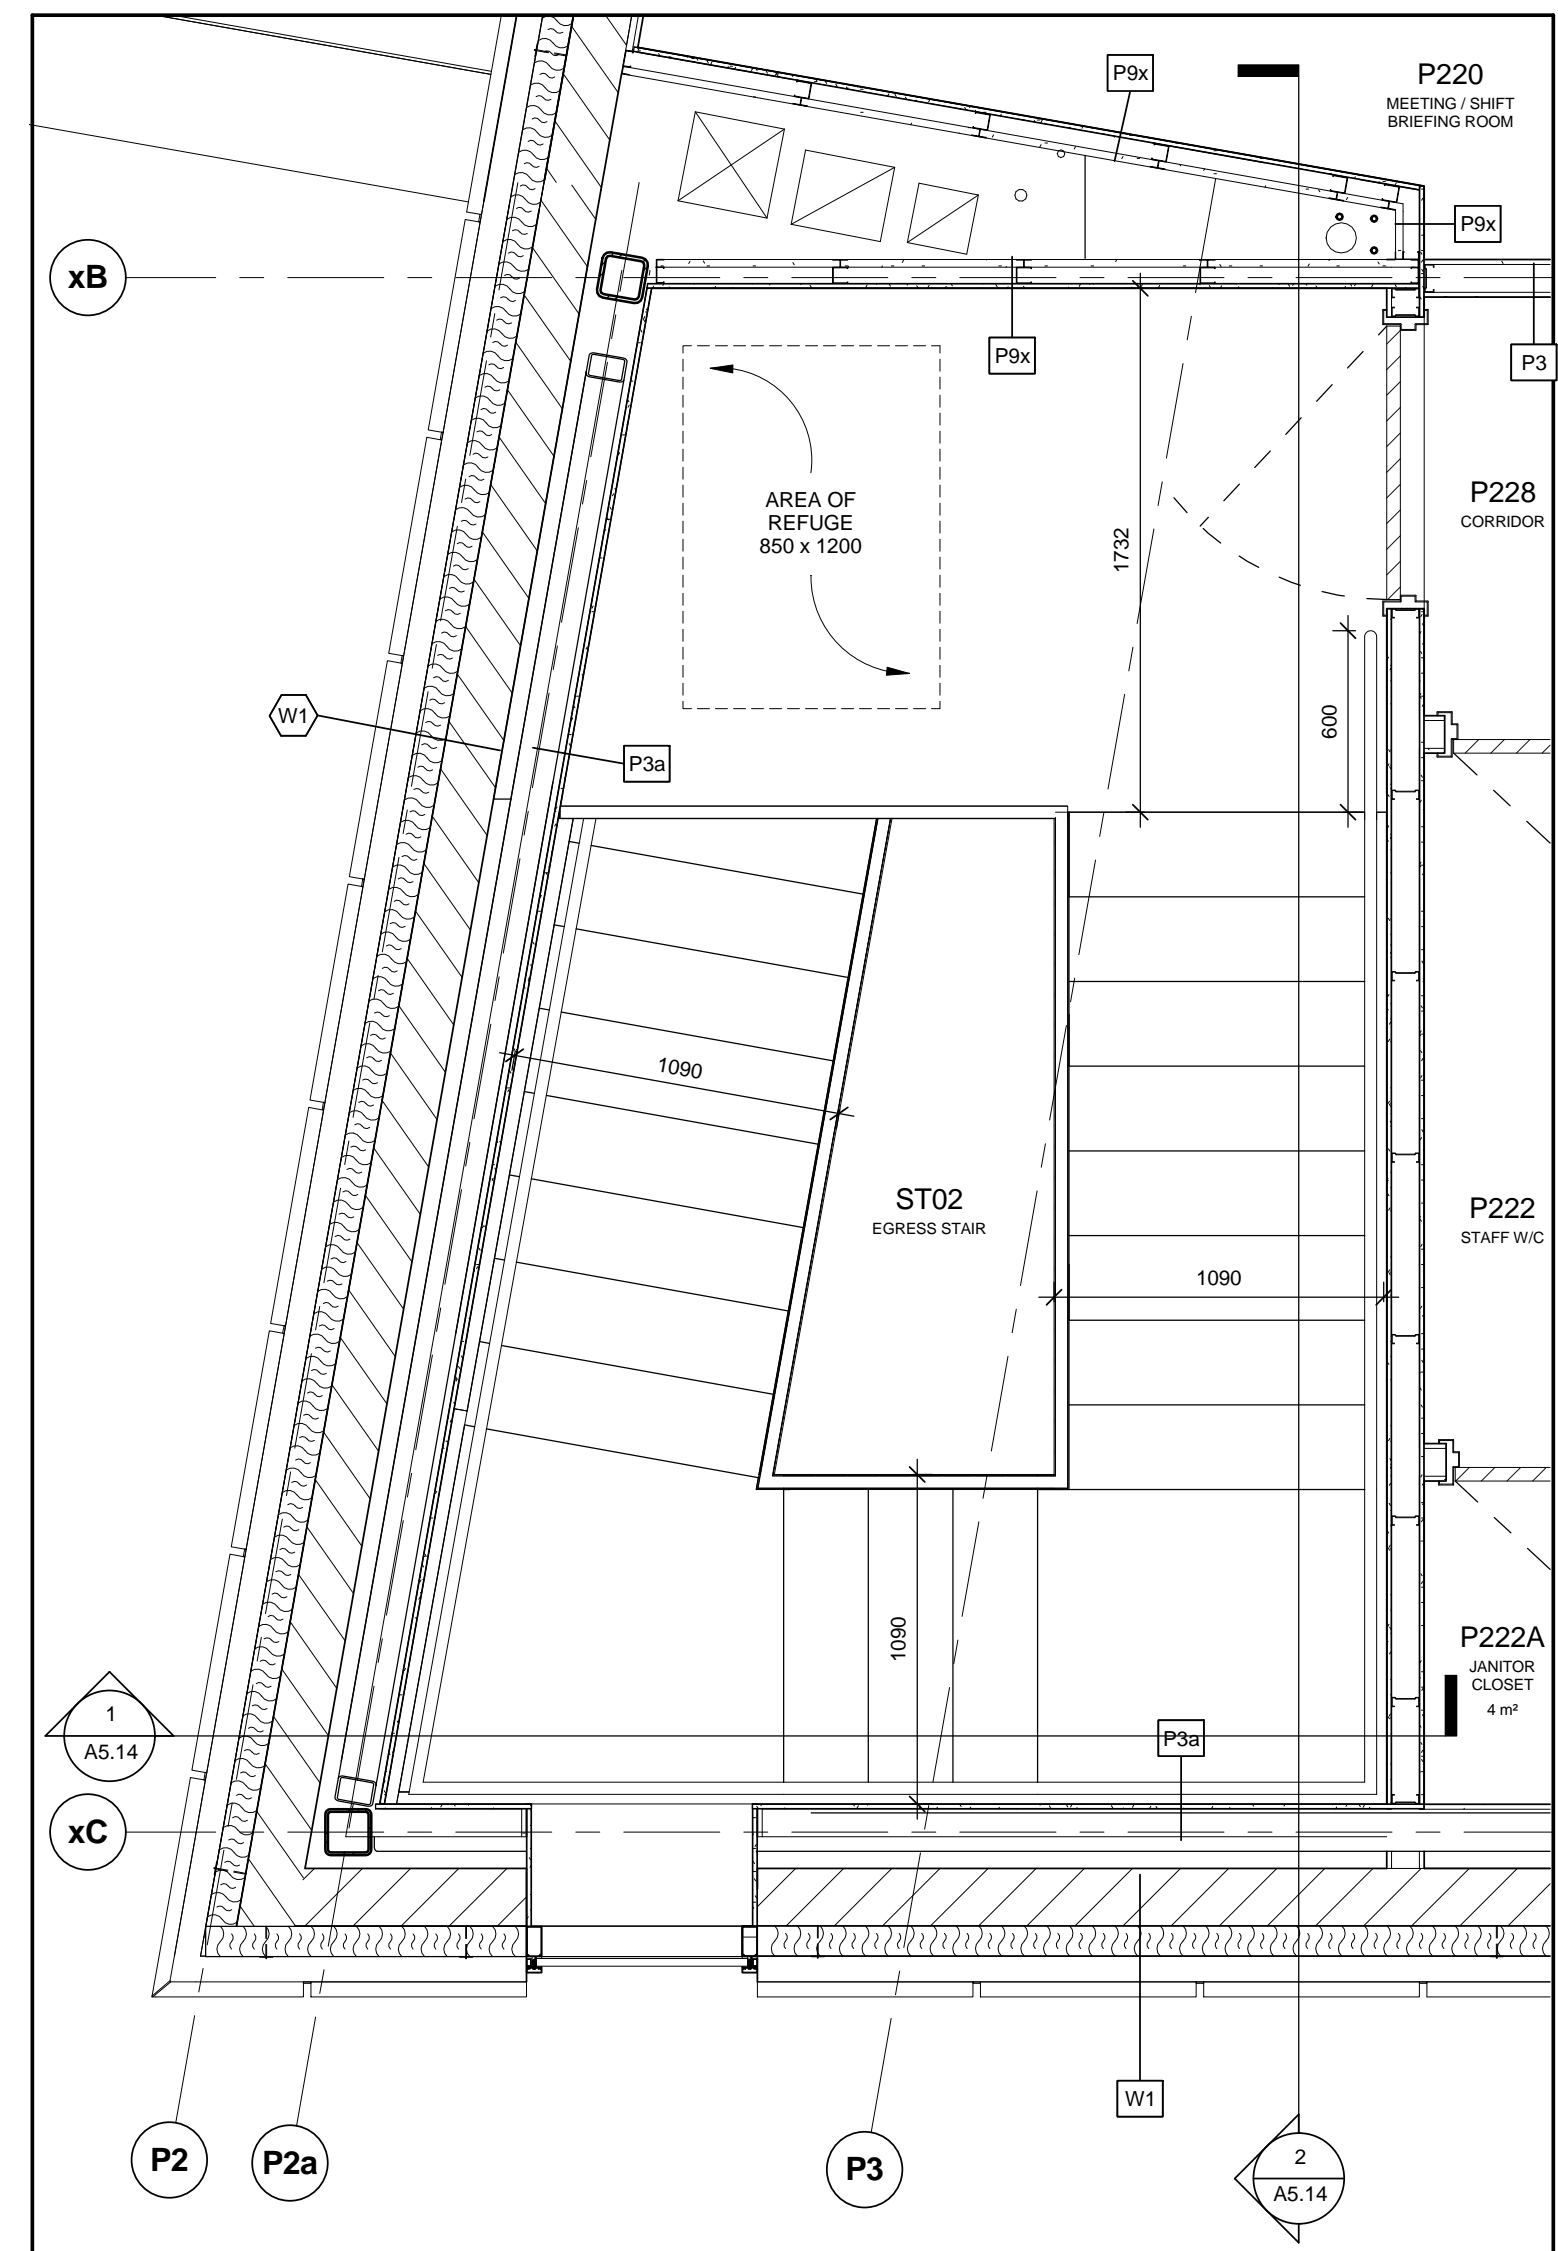 P9x
P220
MEETING / SHIFT
BRIEFING ROOM
P9x
xB
P9x
P3
AREA OF
REFUGE
850 x 1200
P228
CORRIDOR
1732
600
W1
P3a
1090
ST02
EGRESS STAIR
P222
STAFF W/C
1090
1090
P222A
JANITOR
CLOSET
4 m²
1
A5.14
P3a
xC
W1
P2
P2a
P3
2
A5.14